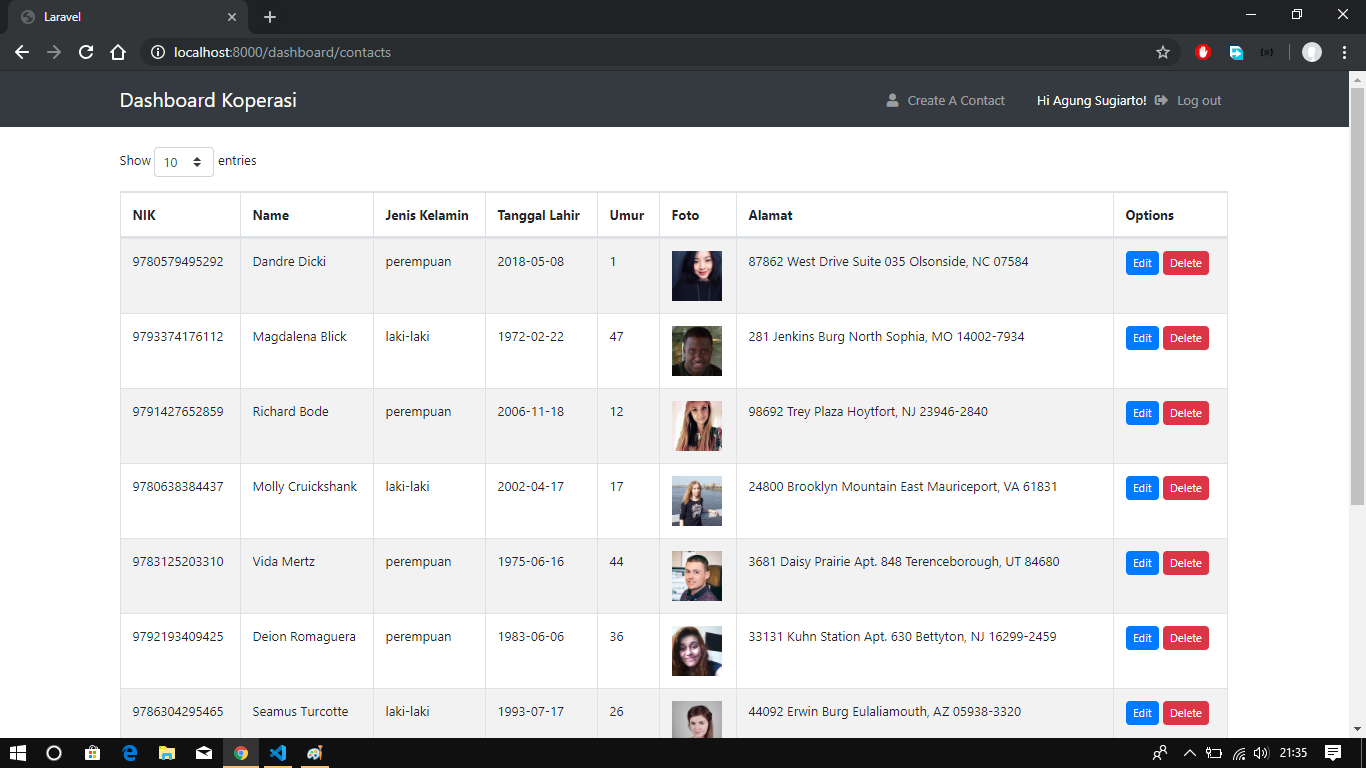 Laravel
localhost:8000/dashboard/contacts
Dashboard Koperasi Create A Contact Hi Agung Sugiarto! Log out
Show 10 entries
NIK Name Jenis Kelamin Tanggal Lahir Umur Foto Alamat Options
9780579495292 Dandre Dicki perempuan 2018-05-08 1 87862 West Drive Suite 035 Olsonside, NC 07584 Edit Delete
9793374176112 Magdalena Blick laki-laki 1972-02-22 47 281 Jenkins Burg North Sophia, MO 14002-7934 Edit Delete
9791427652859 Richard Bode perempuan 2006-11-18 12 98692 Trey Plaza Hoytfort, NJ 23946-2840 Edit Delete
9780638384437 Molly Cruickshank laki-laki 2002-04-17 17 24800 Brooklyn Mountain East Mauriceport, VA 61831 Edit Delete
9783125203310 Vida Mertz perempuan 1975-06-16 44 3681 Daisy Prairie Apt. 848 Terenceborough, UT 84680 Edit Delete
9792193409425 Deion Romaguera perempuan 1983-06-06 36 33131 Kuhn Station Apt. 630 Bettyton, NJ 16299-2459 Edit Delete
9786304295465 Seamus Turcotte laki-laki 1993-07-17 26 44092 Erwin Burg Eulaliamouth, AZ 05938-3320 Edit Delete
21:35